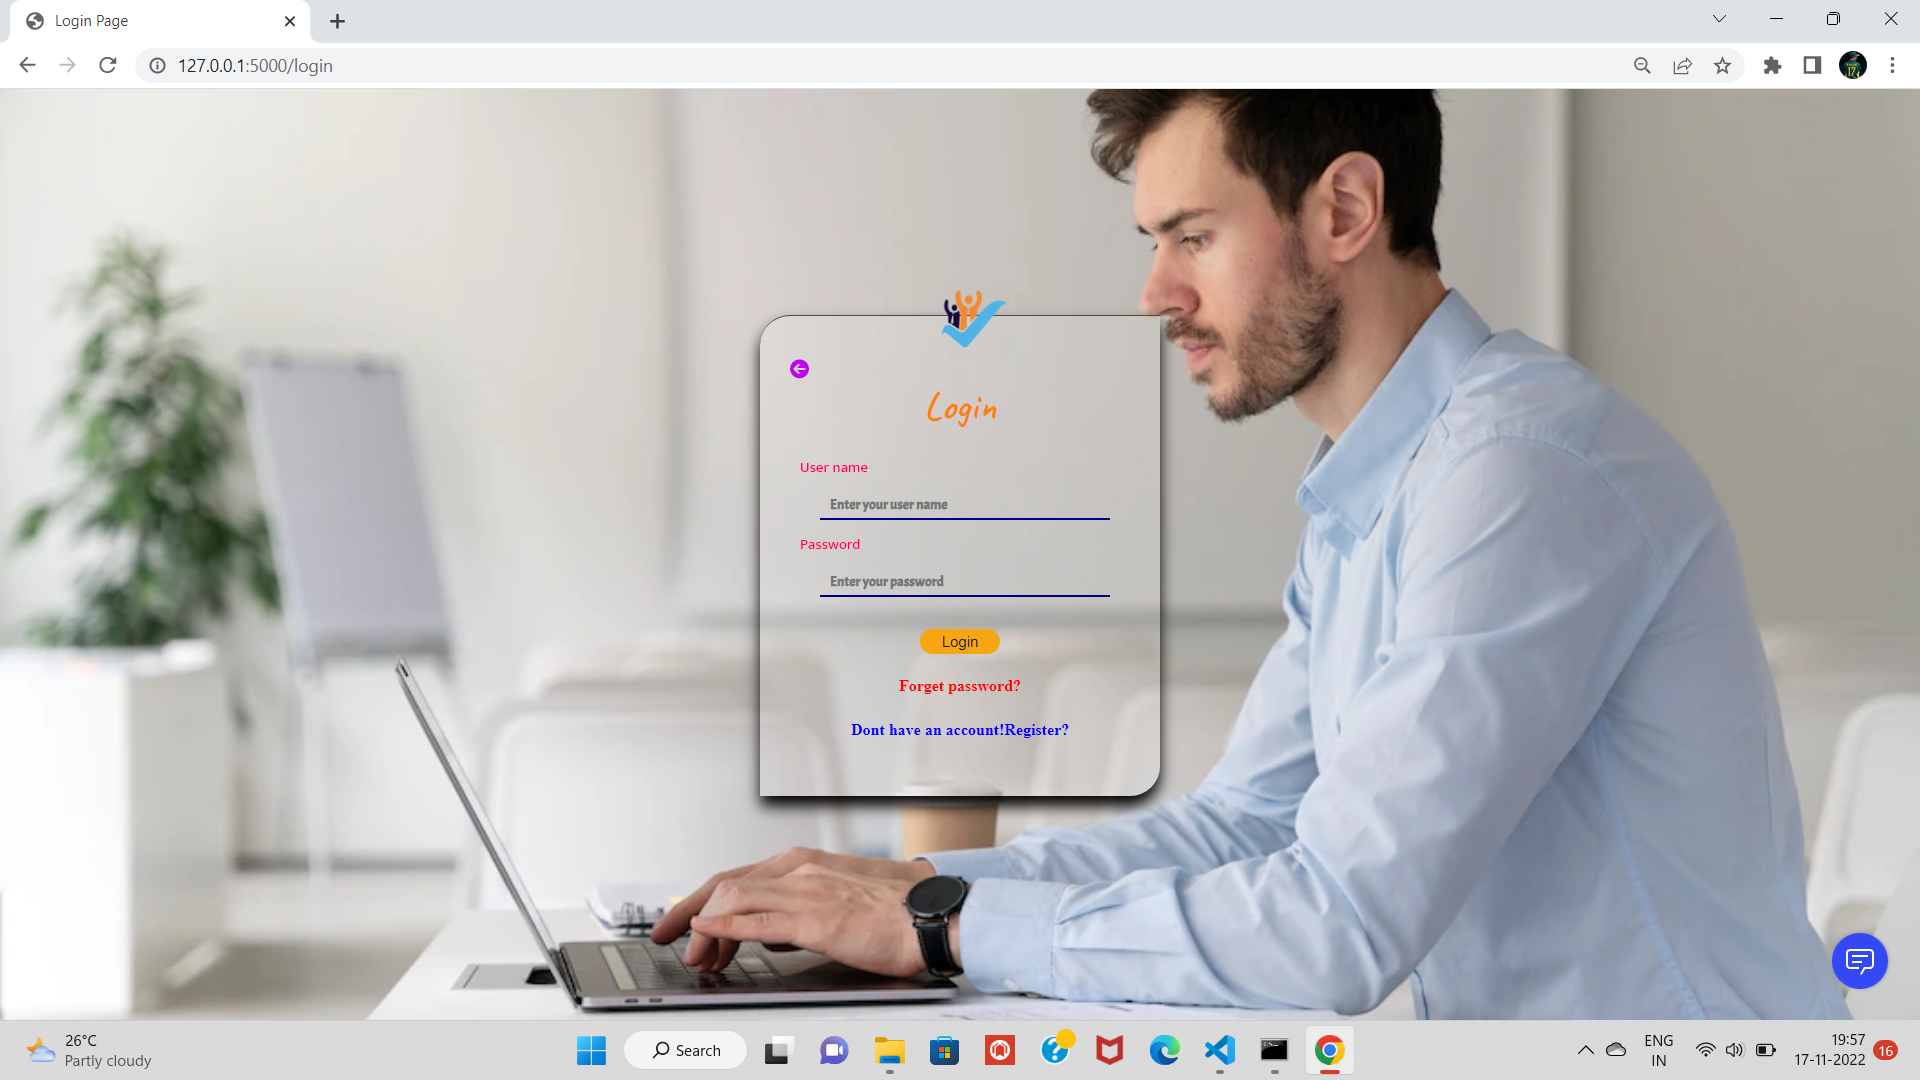 Login Page
127.0.0.1:5000/login
17
Login
User name
Enter your user name
Password
Enter your password
Login
Forget password?
Dont have an account!Register?
26°C
Partly cloudy
Search
ENG
IN
19:57
17-11-2022
16